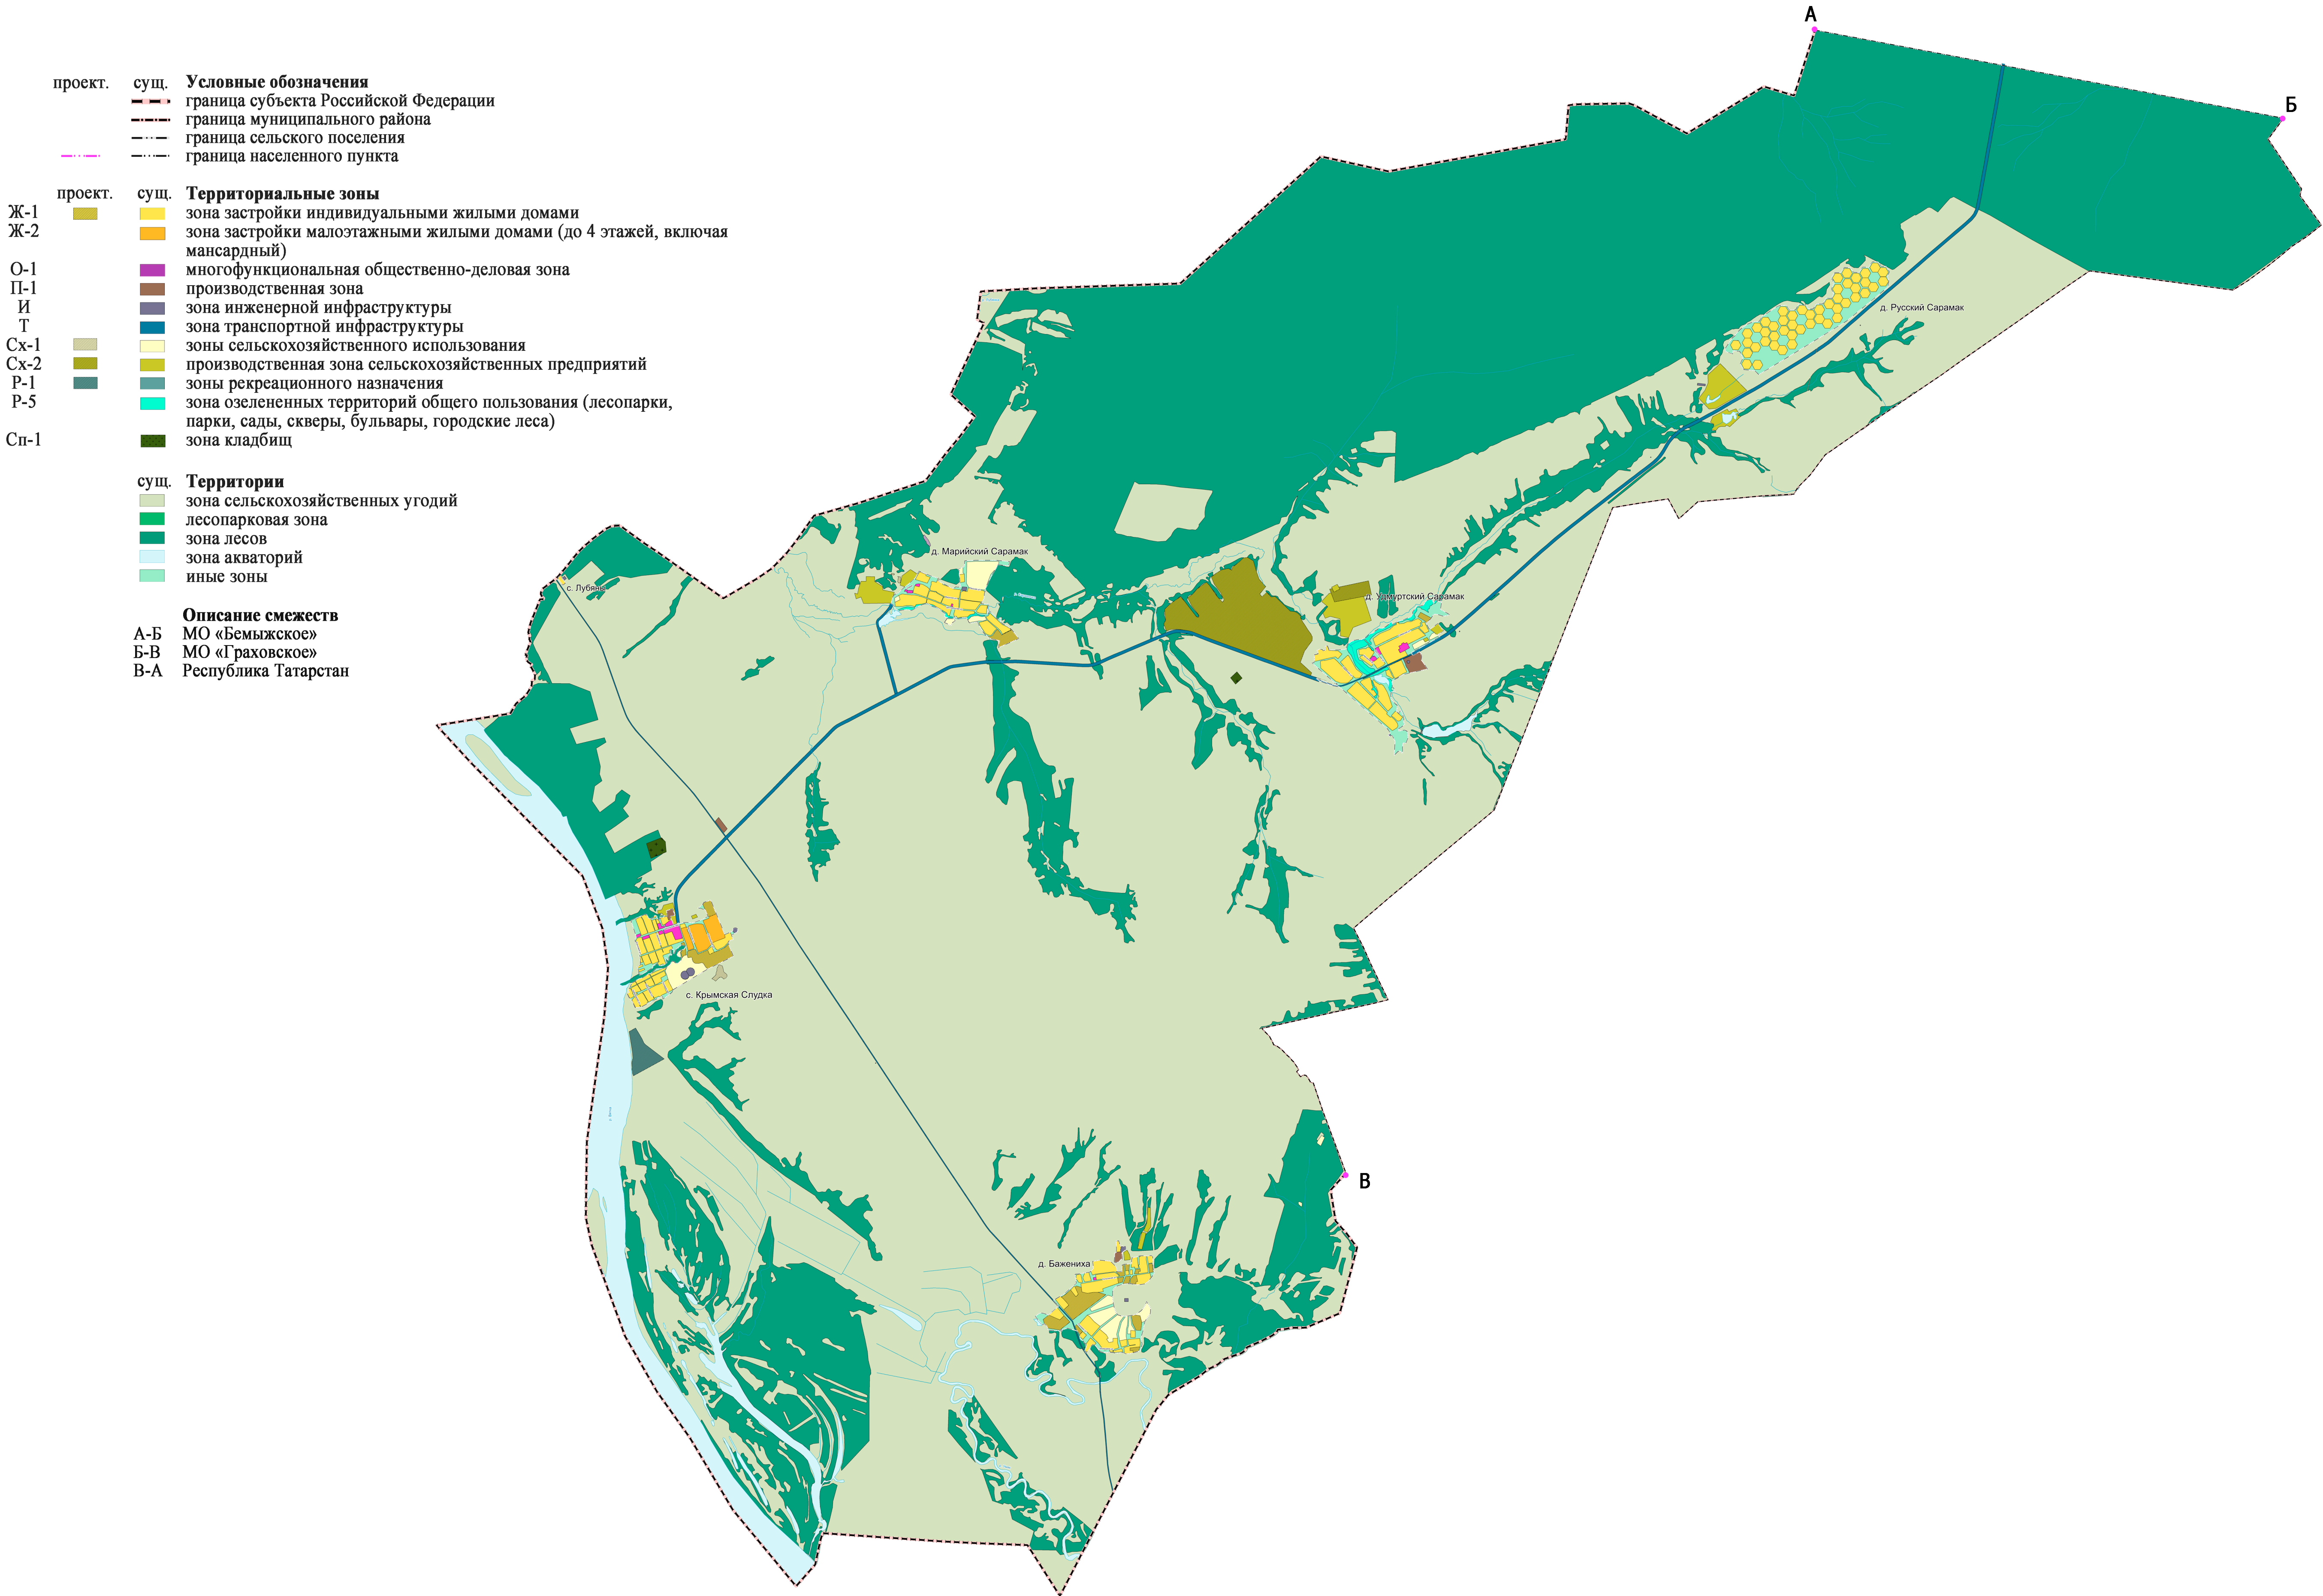 А
Б
проект. сущ. Условные обозначения
граница субъекта Российской Федерации
граница муниципального района
граница сельского поселения
граница населенного пункта
проект. сущ. Территориальные зоны
Ж-1 зона застройки индивидуальными жилыми домами
Ж-2 зона застройки малоэтажными жилыми домами (до 4 этажей, включая
мансардный)
О-1 многофункциональная общественно-деловая зона
П-1 производственная зона
И зона инженерной инфраструктуры
Т зона транспортной инфраструктуры
Сх-1 зоны сельскохозяйственного использования
Сх-2 производственная зона сельскохозяйственных предприятий
Р-1 зоны рекреационного назначения
Р-5 зона озелененных территорий общего пользования (лесопарки,
парки, сады, скверы, бульвары, городские леса)
Сп-1 зона кладбищ
сущ. Территории
зона сельскохозяйственных угодий
лесопарковая зона
зона лесов
зона акваторий
иные зоны
Описание смежеств
А-Б МО «Бемыжское»
Б-В МО «Граховское»
В-А Республика Татарстан
д. Русский Сарамак
д. Марийский Сарамак
с. Лубяны
д. Удмуртский Сарамак
с. Крымская Слудка
В
д. Бажениха